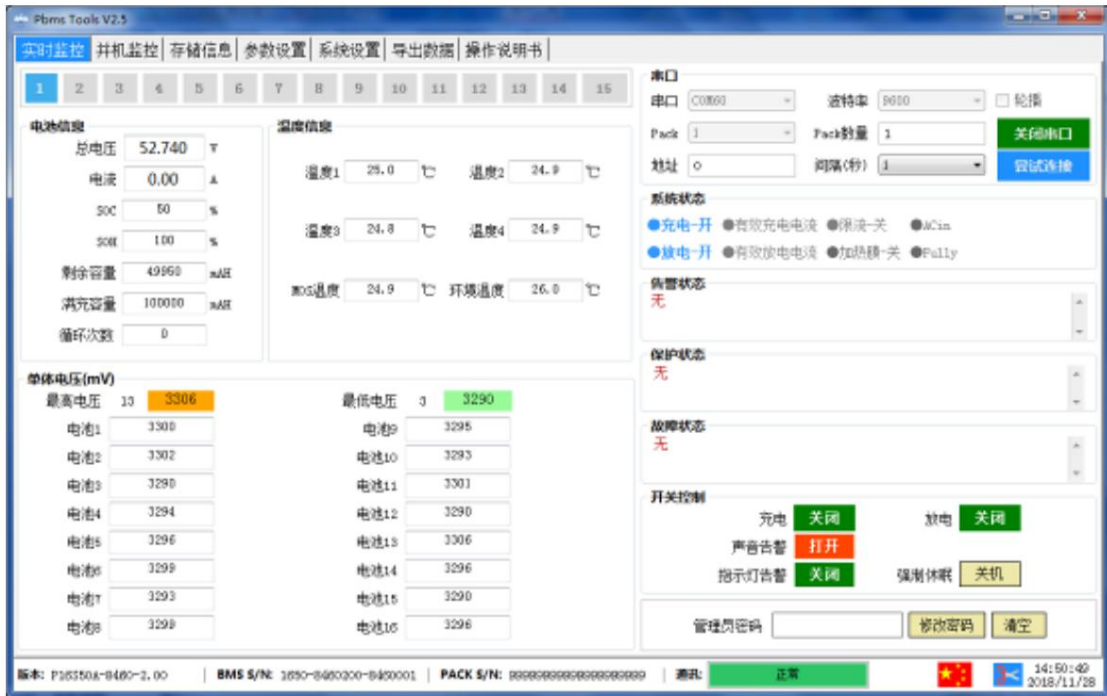 Pbms Tools V2.5
实时监控 并机监控 存储信息 参数设置 系统设置 导出数据 操作说明书
1 2 3 4 5 6 7 8 9 10 11 12 13 14 15
电池信息
总电压 52.740 V
电流 0.00 A
SOC 50 %
SOH 100 %
剩余容量 49960 mAH
满充容量 100000 mAH
循环次数 0
温度信息
温度1 25.0 ℃ 温度2 24.9 ℃
温度3 24.8 ℃ 温度4 24.9 ℃
MOS温度 24.9 ℃ 环境温度 26.0 ℃
单体电压(mV)
最高电压 13 3306 最低电压 3 3290
电池1 3300 电池9 3295
电池2 3302 电池10 3293
电池3 3290 电池11 3301
电池4 3294 电池12 3290
电池5 3296 电池13 3306
电池6 3299 电池14 3296
电池7 3293 电池15 3290
电池8 3299 电池16 3296
串口
串口 COM60 波特率 9600 轮播
Pack 1 Pack数量 1 关闭串口
地址 0 间隔(秒) 1 尝试连接
系统状态
充电-开 有效充电电流 限流-关 ACin
放电-开 有效放电电流 加热膜-关 Fully
告警状态
无
保护状态
无
故障状态
无
开关控制
充电 关闭 放电 关闭
声音告警 打开
指示灯告警 关闭 强制休眠 关机
管理员密码 修改密码 清空
版本: P16S50A-8460-2.00 BMS S/N: 1650-8460200-8460001 PACK S/N: 通讯: 正常
14:50:49
2018/11/28